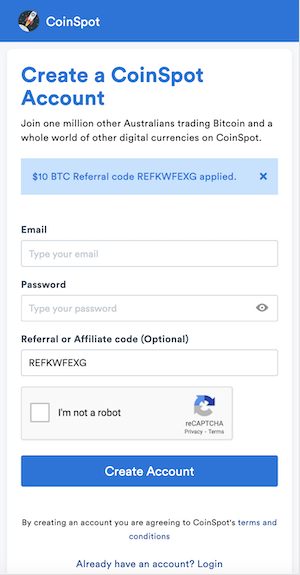 CoinSpot
Create a CoinSpot
Account
Join one million other Australians trading Bitcoin and a
whole world of other digital currencies on CoinSpot.
$10 BTC Referral code REFKWFEXG applied. ×
Email
Type your email
Password
Type your password
Referral or Affiliate code (Optional)
REFKWFEXG
I'm not a robot
reCAPTCHA
Privacy - Terms
Create Account
By creating an account you are agreeing to CoinSpot's terms and
conditions
Already have an account? Login